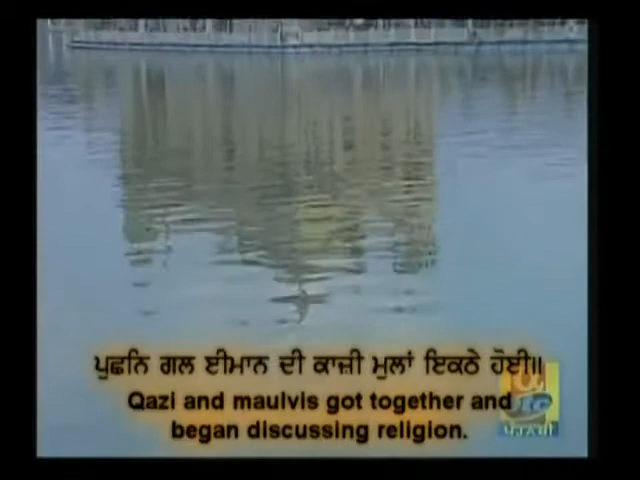 ਪੁਛਨਿ ਗਲ ਈਮਾਨ ਦੀ ਕਾਜ਼ੀ ਮੁਲਾਂ ਇਕਠੇ ਹੋਈ॥
Qazi and maulvis got together and
began discussing religion.